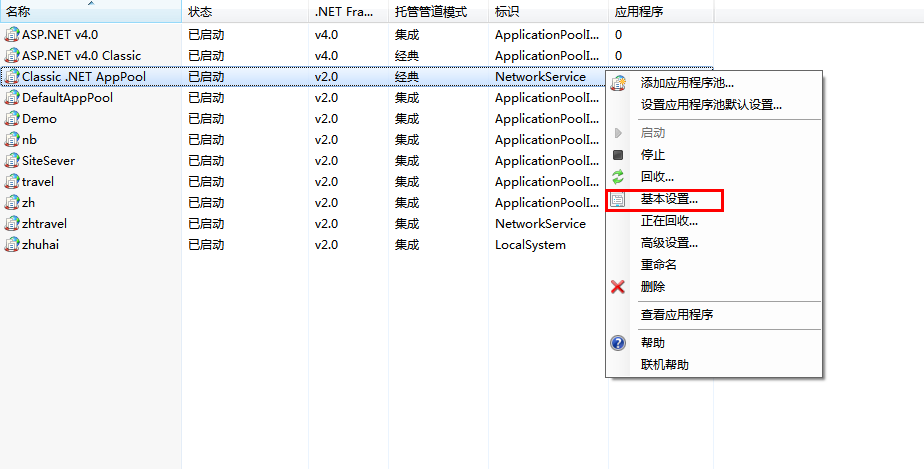 名称 状态 .NET Fra... 托管管道模式 标识 应用程序
ASP.NET v4.0 已启动 v4.0 集成 ApplicationPoolI... 0
ASP.NET v4.0 Classic 已启动 v4.0 经典 ApplicationPoolI... 0
Classic .NET AppPool 已启动 v2.0 经典 NetworkService
DefaultAppPool 已启动 v2.0 集成 ApplicationPoolI...
Demo 已启动 v2.0 集成 ApplicationPoolI...
nb 已启动 v2.0 集成 ApplicationPoolI...
SiteSever 已启动 v2.0 集成 ApplicationPoolI...
travel 已启动 v2.0 集成 ApplicationPoolI...
zh 已启动 v2.0 集成 ApplicationPoolI...
zhtravel 已启动 v2.0 集成 NetworkService
zhuhai 已启动 v2.0 集成 LocalSystem
添加应用程序池...
设置应用程序池默认设置...
启动
停止
回收...
基本设置...
正在回收...
高级设置...
重命名
删除
查看应用程序
帮助
联机帮助